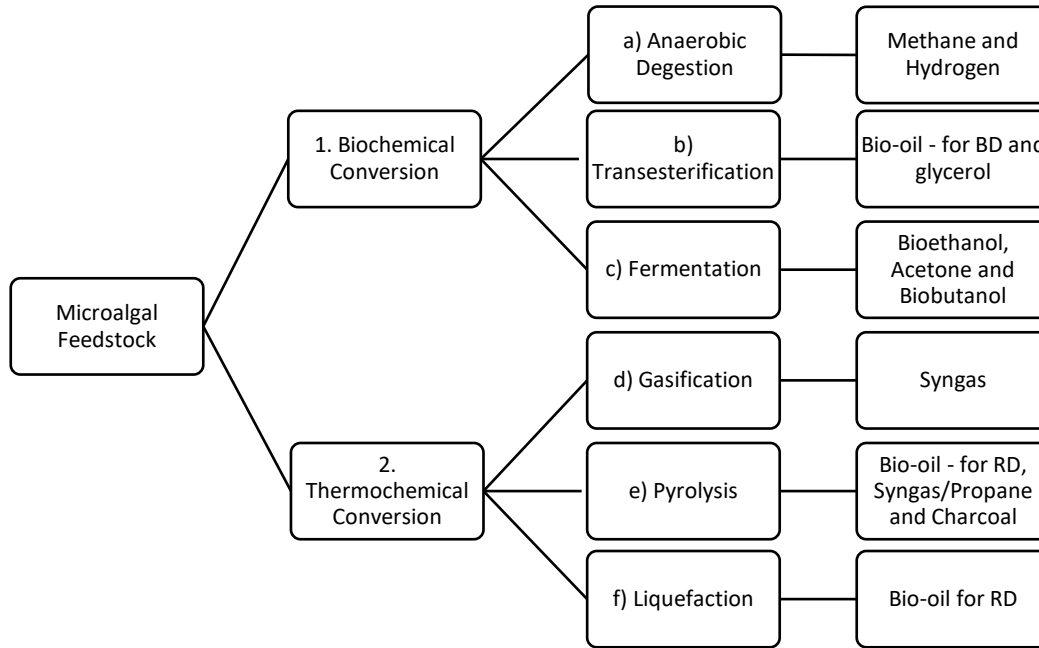 a) Anaerobic
Degestion
Methane and
Hydrogen
1. Biochemical
Conversion
b)
Transesterification
Bio-oil - for BD and
glycerol
c) Fermentation
Bioethanol,
Acetone and
Biobutanol
Microalgal
Feedstock
d) Gasification
Syngas
2.
Thermochemical
Conversion
e) Pyrolysis
Bio-oil - for RD,
Syngas/Propane
and Charcoal
f) Liquefaction
Bio-oil for RD